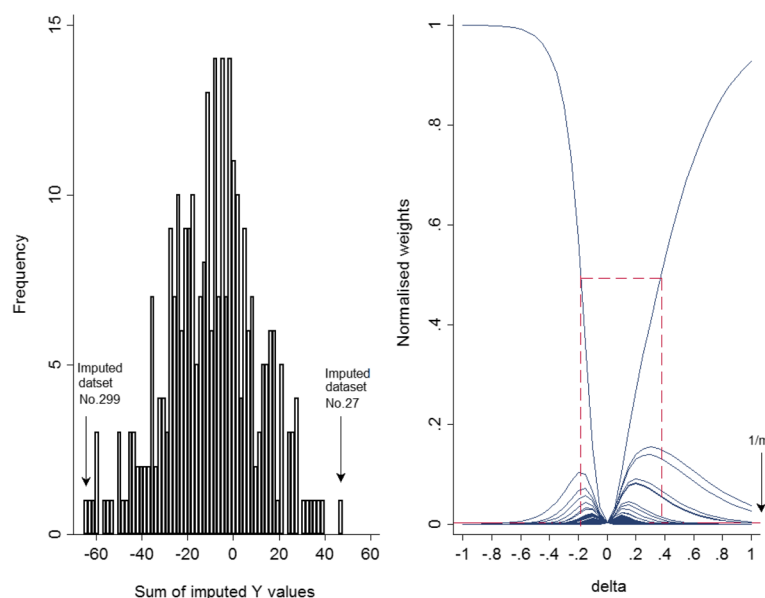 15
10
5
0
Frequency
Imputed
datset
No.299
Imputed
dataset
No.27
-60 -40 -20 0 20 40 60
Sum of imputed Y values
1
.8
.6
.4
.2
0
Normalised weights
1/m
-1 -.8 -.6 -.4 -.2 0 .2 .4 .6 .8 1
delta